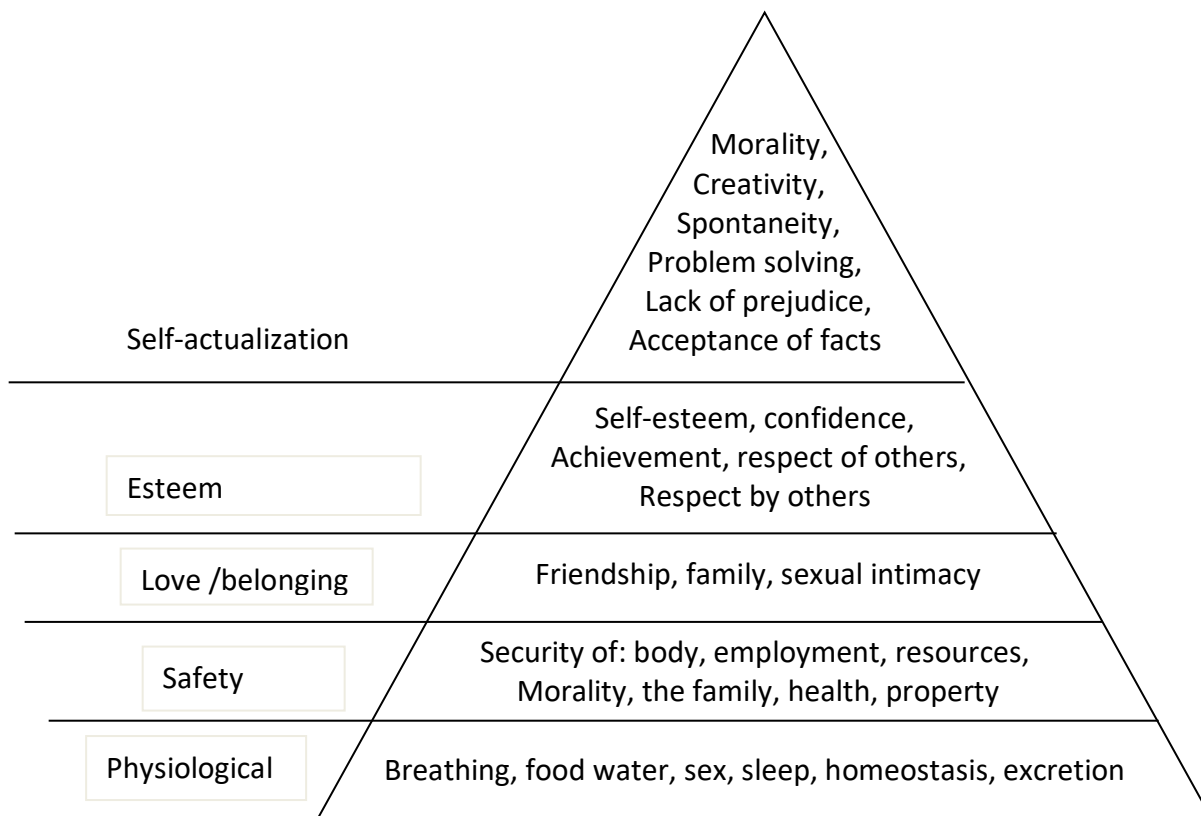 Morality,
Creativity,
Spontaneity,
Problem solving,
Lack of prejudice,
Self-actualization
Acceptance of facts
Self-esteem, confidence,
Achievement, respect of others,
Esteem
Respect by others
Love /belonging
Friendship, family, sexual intimacy
Security of: body, employment, resources,
Safety
Morality, the family, health, property
Physiological
Breathing, food water, sex, sleep, homeostasis, excretion